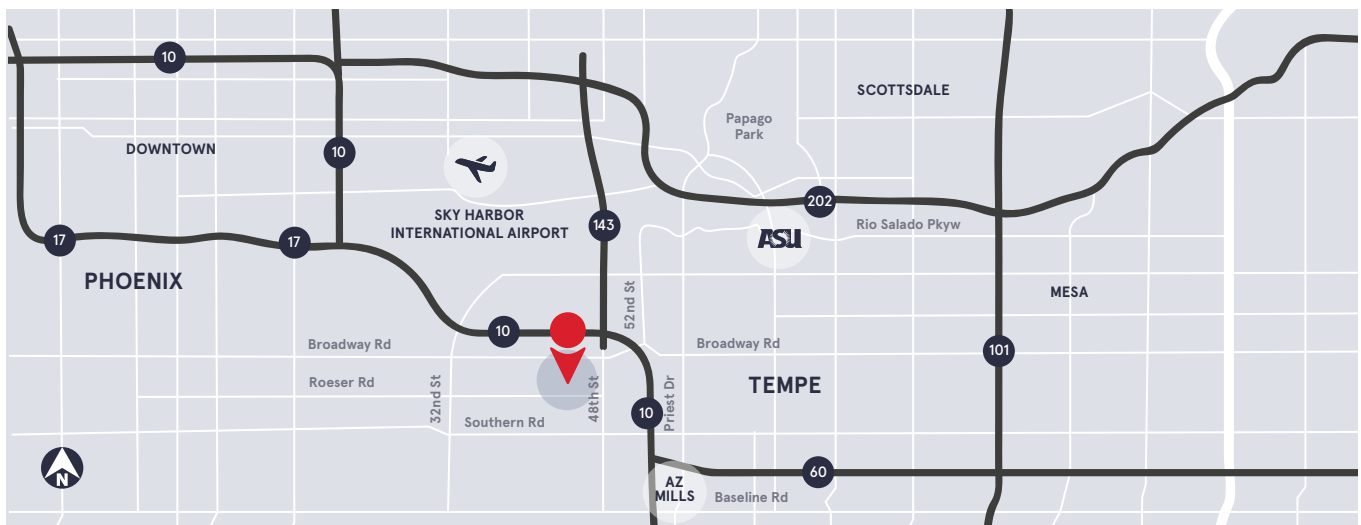 10
SCOTTSDALE
Papago
Park
DOWNTOWN
10
202
SKY HARBOR
INTERNATIONAL AIRPORT
143
Rio Salado Pkyw
ASU
17
17
PHOENIX
52nd St
MESA
10
Broadway Rd
Broadway Rd
101
Roeser Rd
TEMPE
32nd St
48th St
Priest Dr
10
Southern Rd
N
60
AZ
MILLS
Baseline Rd